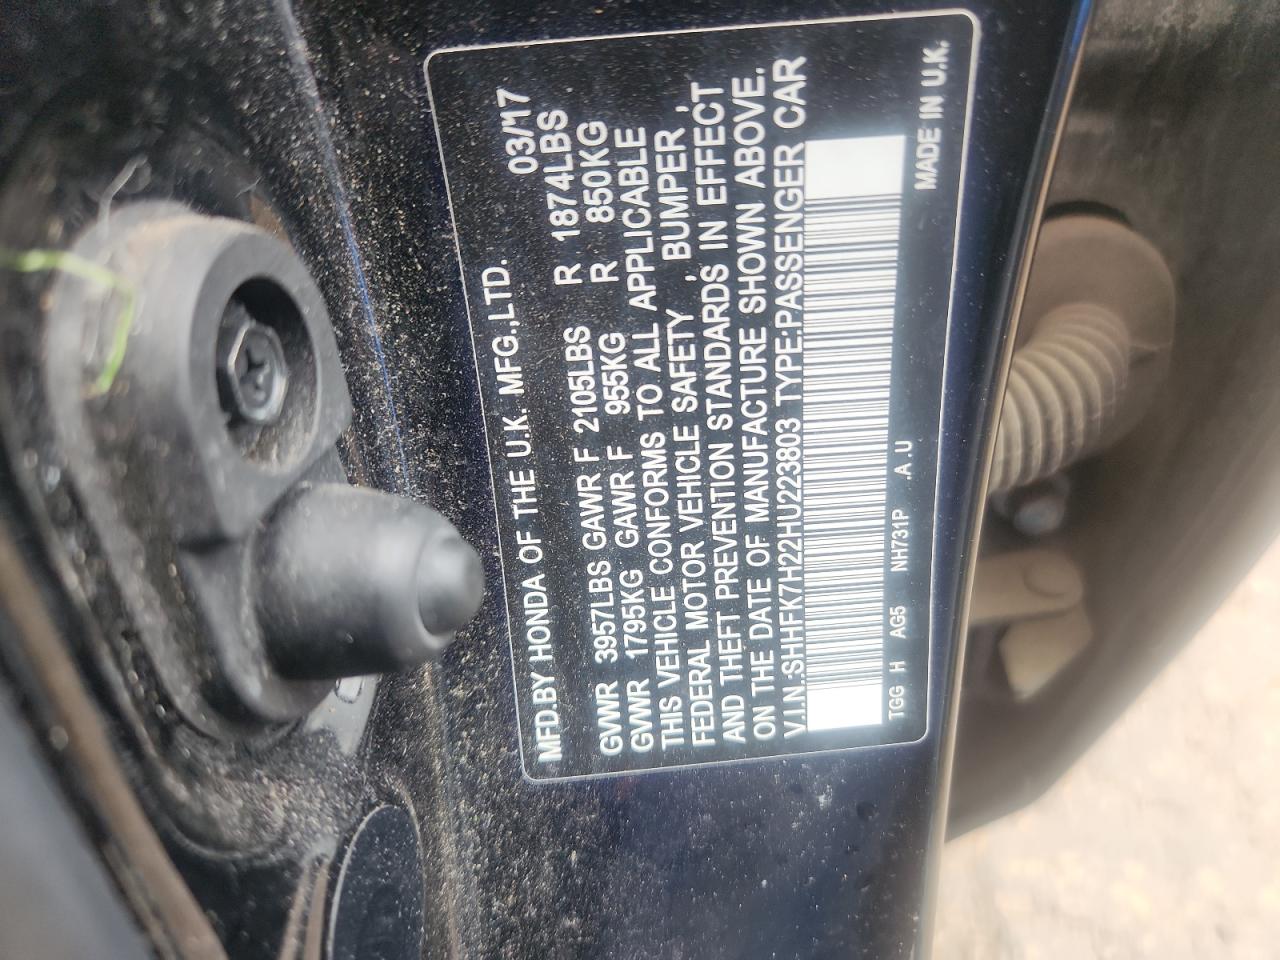 MFD.BY HONDA OF THE U.K. MFG.,LTD. 03/17
GVWR 3957LBS GAWR F 2105LBS R 1874LBS
GVWR 1795KG GAWR F 955KG R 850KG
THIS VEHICLE CONFORMS TO ALL APPLICABLE
FEDERAL MOTOR VEHICLE SAFETY , BUMPER ,
AND THEFT PREVENTION STANDARDS IN EFFECT
ON THE DATE OF MANUFACTURE SHOWN ABOVE.
V.I.N.:SHHFK7H22HU223803 TYPE:PASSENGER CAR
TGG H AG5 NH731P .A .U MADE IN U.K.